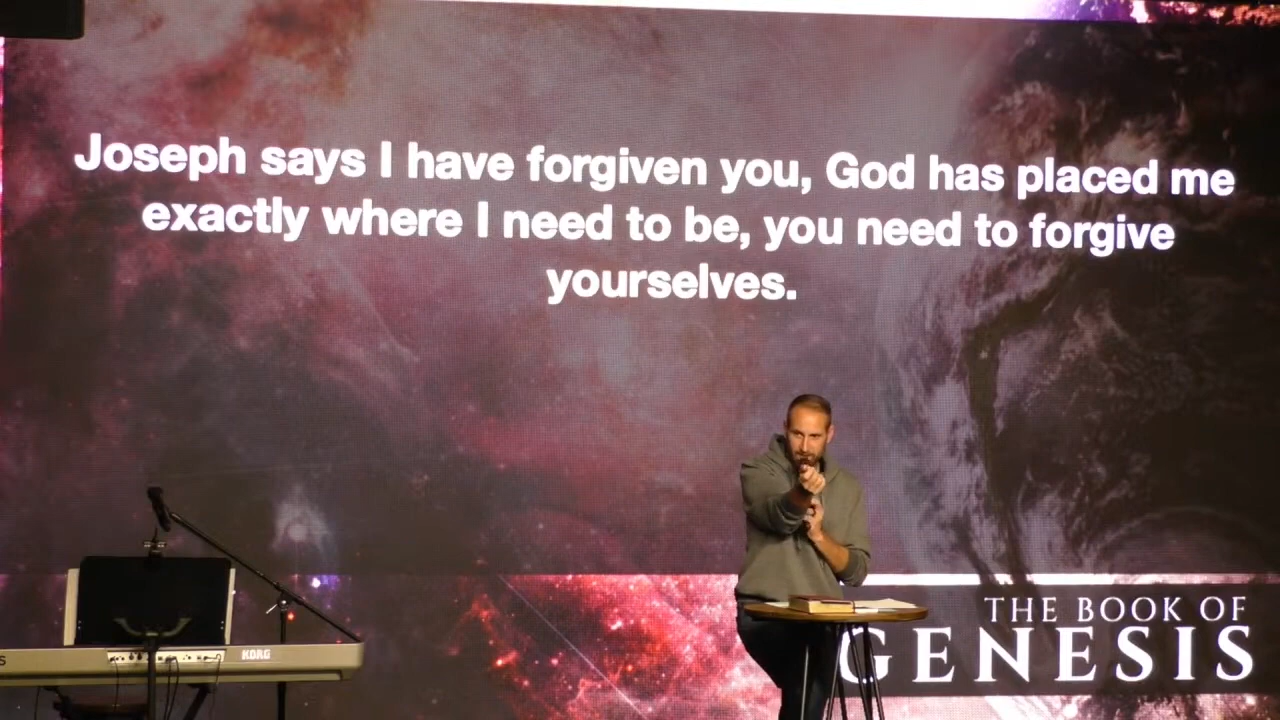 Joseph says I have forgiven you, God has placed me
exactly where I need to be, you need to forgive
yourselves.
THE BOOK OF
GENESIS
S
KORG